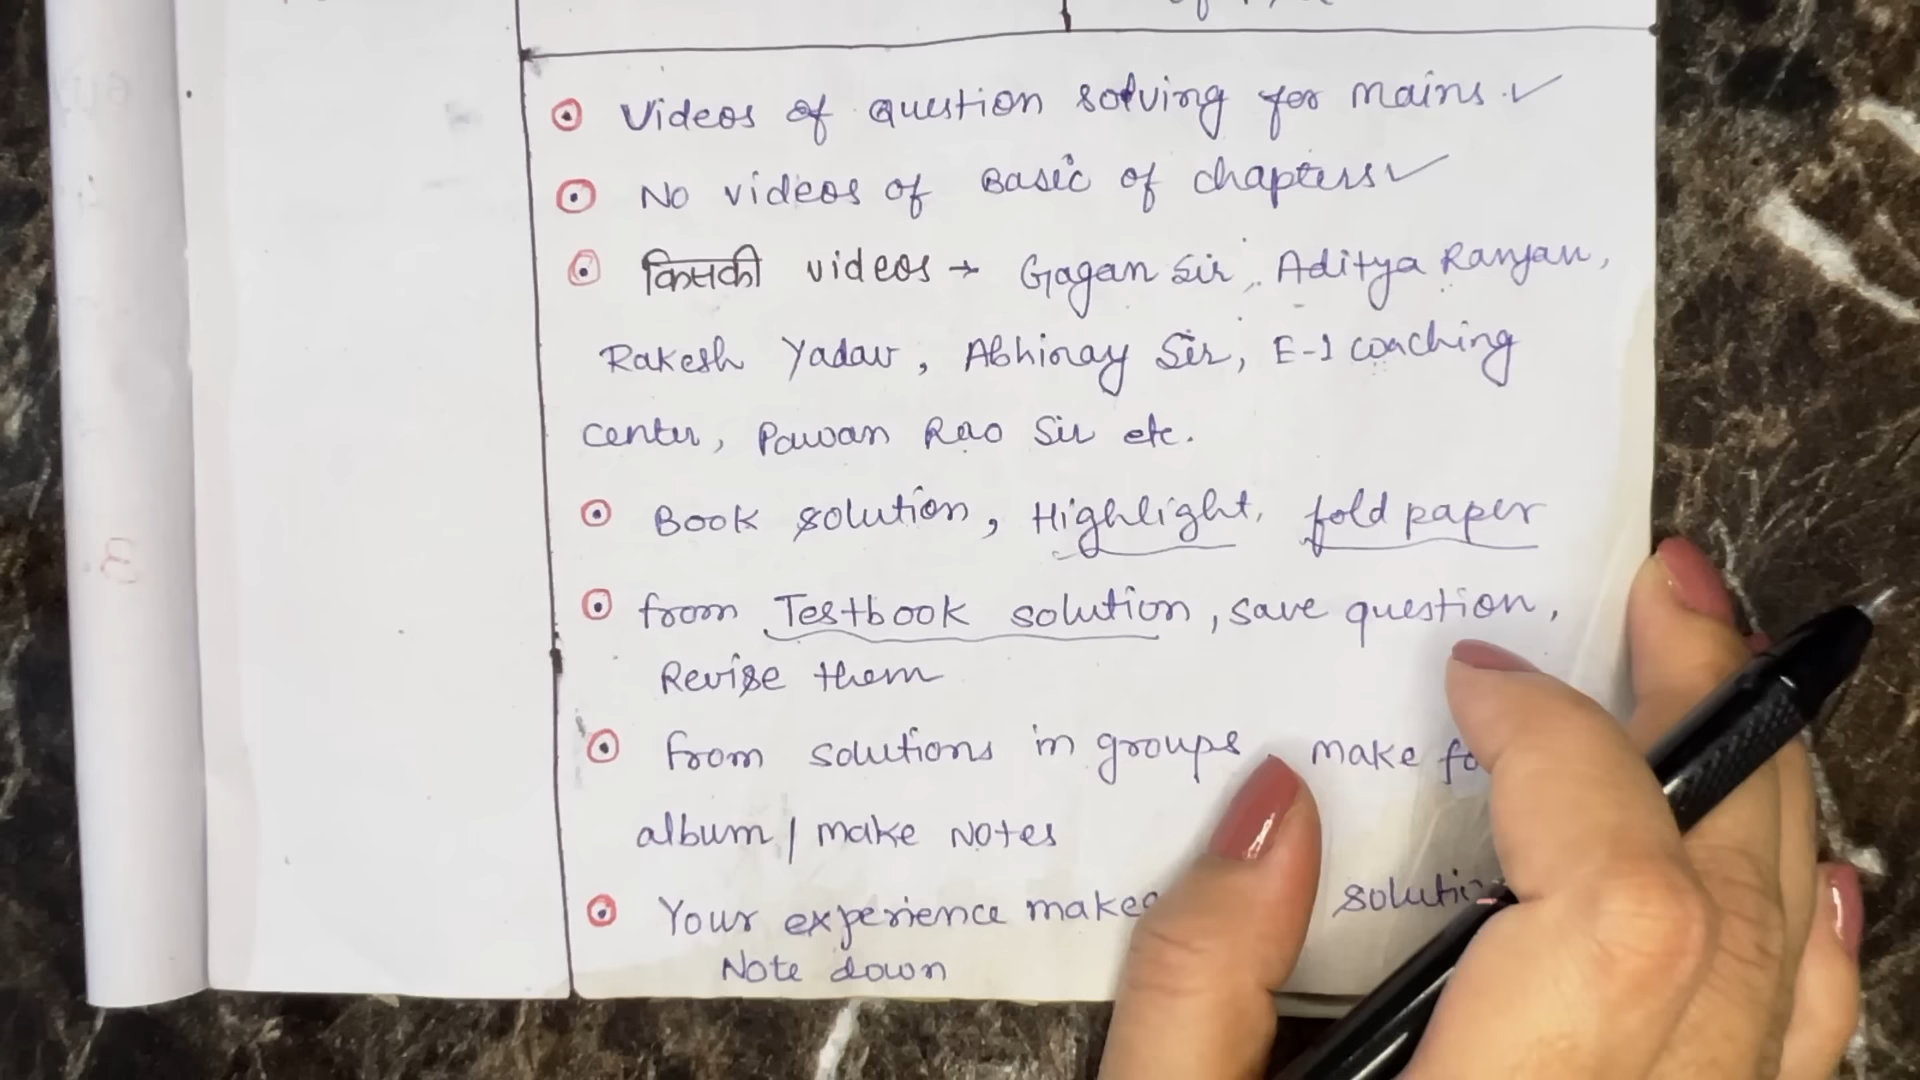 Videos of question solving for mains.
No videos of Basic of chapters
किसकी videos → Gagan Sir, Aditya Ranjan,
Rakesh Yadav, Abhinay Sir, E-1 coaching
center, Pawan Rao Sir etc.
Book solution, Highlight, fold paper
from Testbook solution, save question,
Revise them
from solutions in groups, make
album / make Notes
Your experience makes
Note down